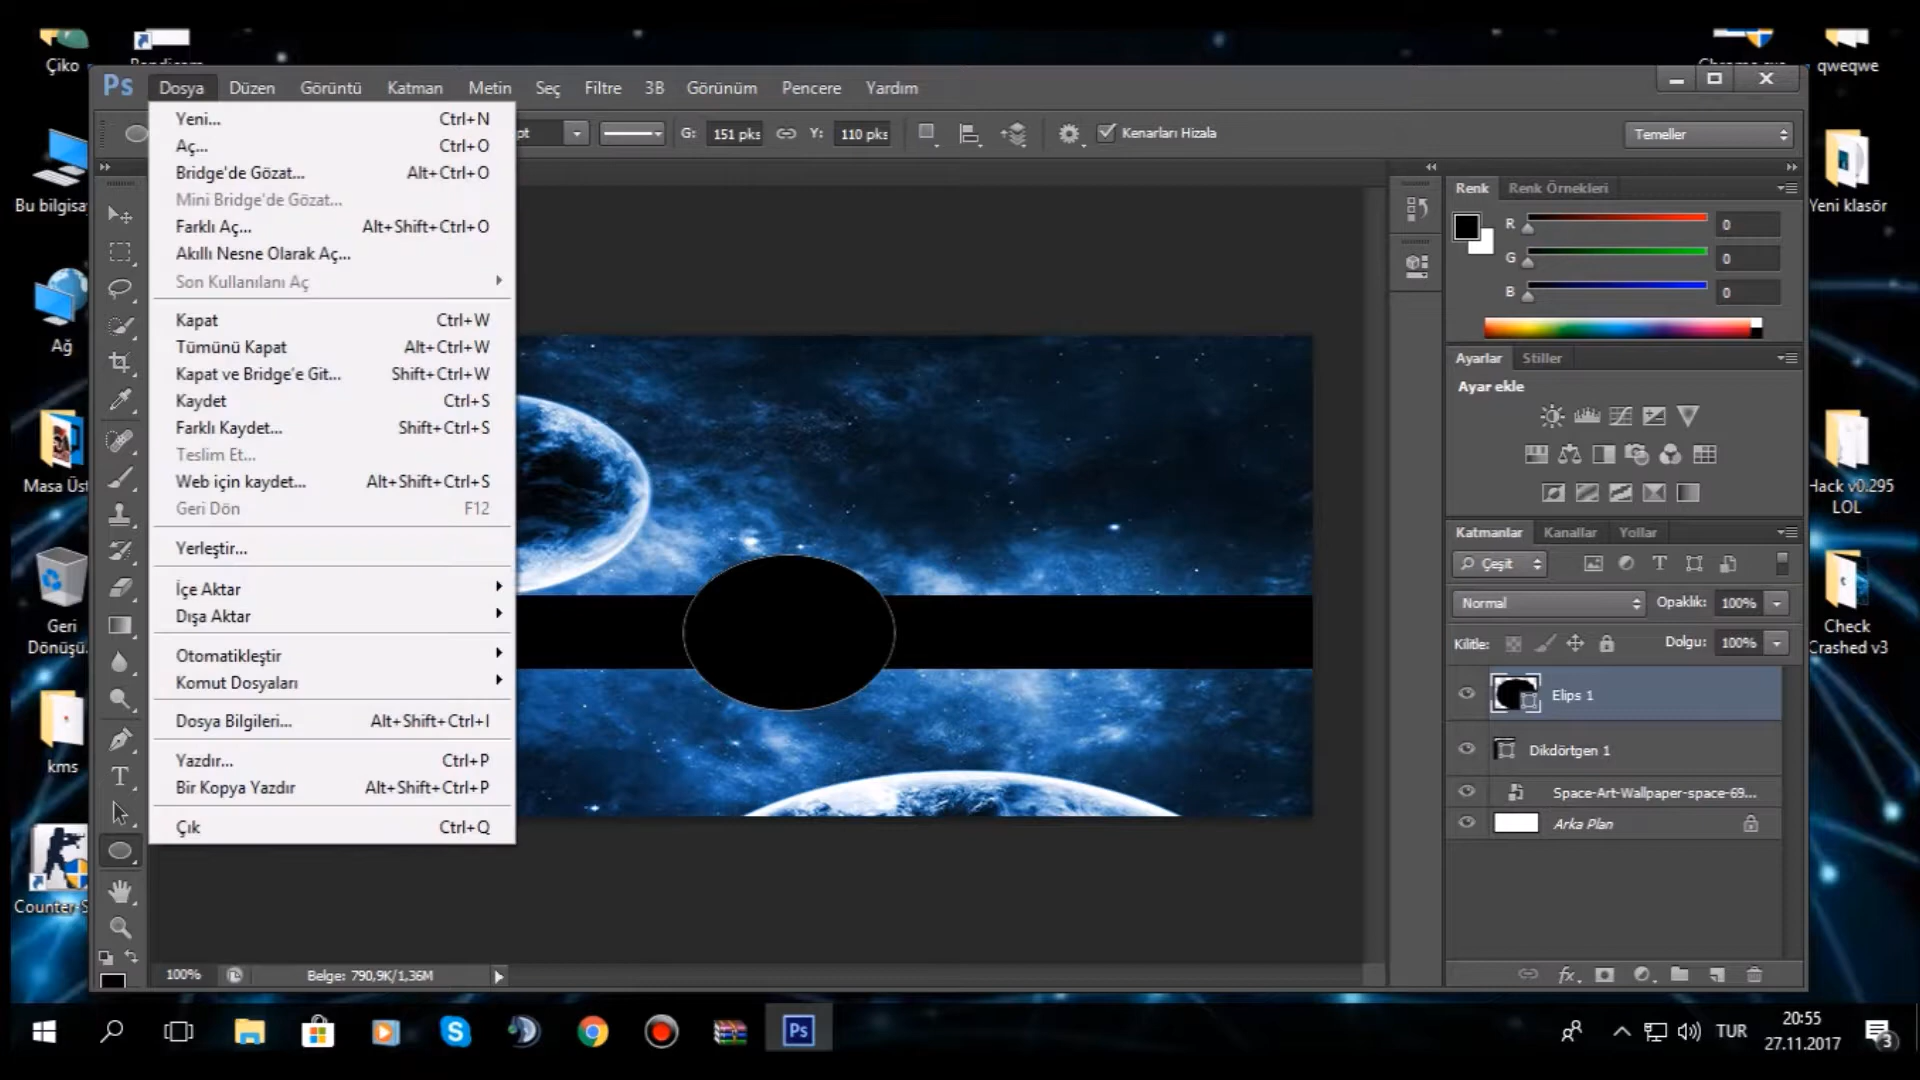 Çiko
qweqwe
Ps Dosya Düzen Görüntü Katman Metin Seç Filtre 3B Görünüm Pencere Yardım
pt G: 151 pks Y: 110 pks Kenarları Hizala Temeller
Yeni... Ctrl+N
Aç... Ctrl+O
Bridge'de Gözat... Alt+Ctrl+O
Mini Bridge'de Gözat...
Farklı Aç... Alt+Shift+Ctrl+O
Akıllı Nesne Olarak Aç...
Son Kullanılanı Aç
Kapat Ctrl+W
Tümünü Kapat Alt+Ctrl+W
Kapat ve Bridge'e Git... Shift+Ctrl+W
Kaydet Ctrl+S
Farklı Kaydet... Shift+Ctrl+S
Teslim Et...
Web için kaydet... Alt+Shift+Ctrl+S
Geri Dön F12
Yerleştir...
İçe Aktar
Dışa Aktar
Otomatikleştir
Komut Dosyaları
Dosya Bilgileri... Alt+Shift+Ctrl+I
Yazdır... Ctrl+P
Bir Kopya Yazdır Alt+Shift+Ctrl+P
Çık Ctrl+Q
Bu bilgisa
Ağ
Masa Üst
Geri
Dönüşü.
kms
Counter-S
Renk Renk Örnekleri
R 0
G 0
B 0
Ayarlar Stiller
Ayar ekle
Katmanlar Kanallar Yollar
Çeşit
Normal Opaklık: 100%
Kilitle: Dolgu: 100%
Elips 1
Dikdörtgen 1
Space-Art-Wallpaper-space-69...
Arka Plan
Yeni klasör
Hack v0.295
LOL
Check
Crashed v3
100% Belge: 790,9K/1,36M
Ps
TUR
20:55
27.11.2017
3